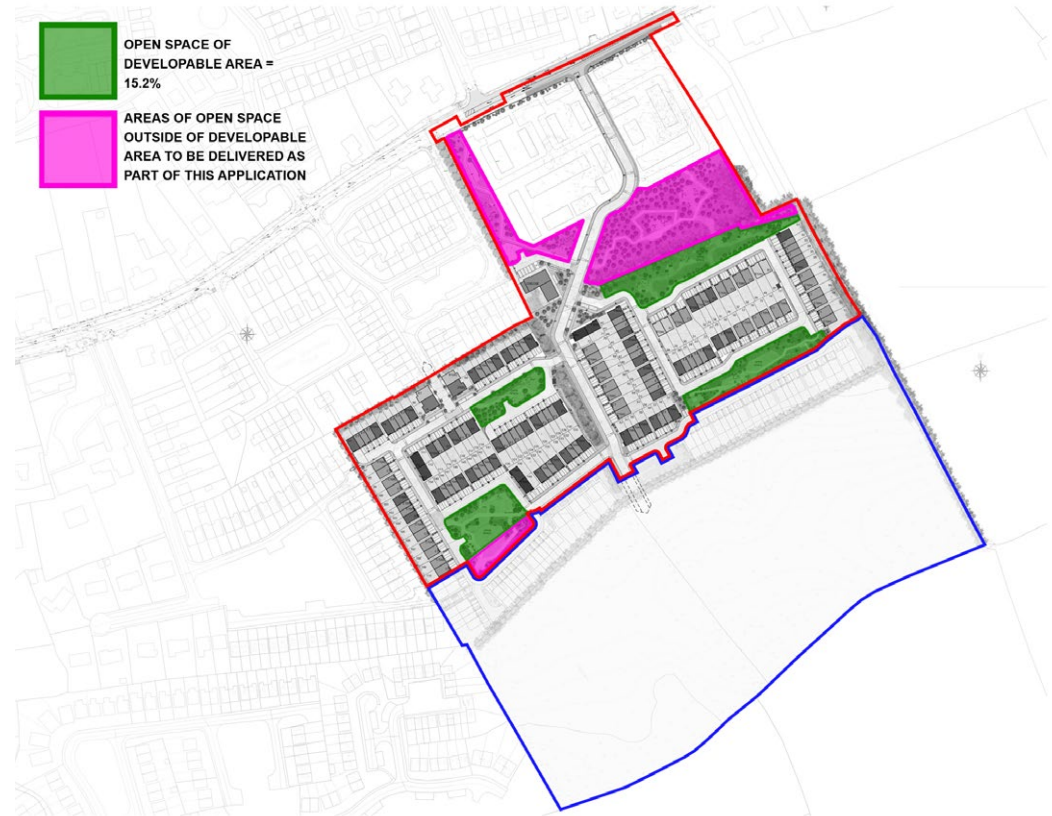 OPEN SPACE OF
DEVELOPABLE AREA =
15.2%
AREAS OF OPEN SPACE
OUTSIDE OF DEVELOPABLE
AREA TO BE DELIVERED AS
PART OF THIS APPLICATION